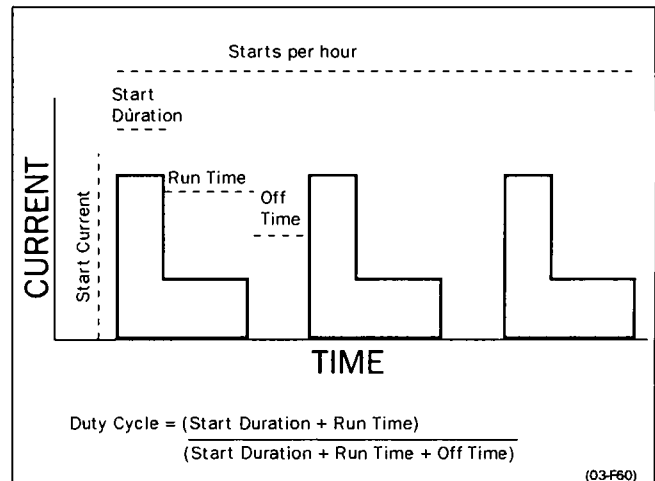 Starts per hour
Start
Duration
Run Time
Off
Time
Start Current
CURRENT
TIME
Duty Cycle = (Start Duration + Run Time)
(Start Duration + Run Time + Off Time)
(03-F60)